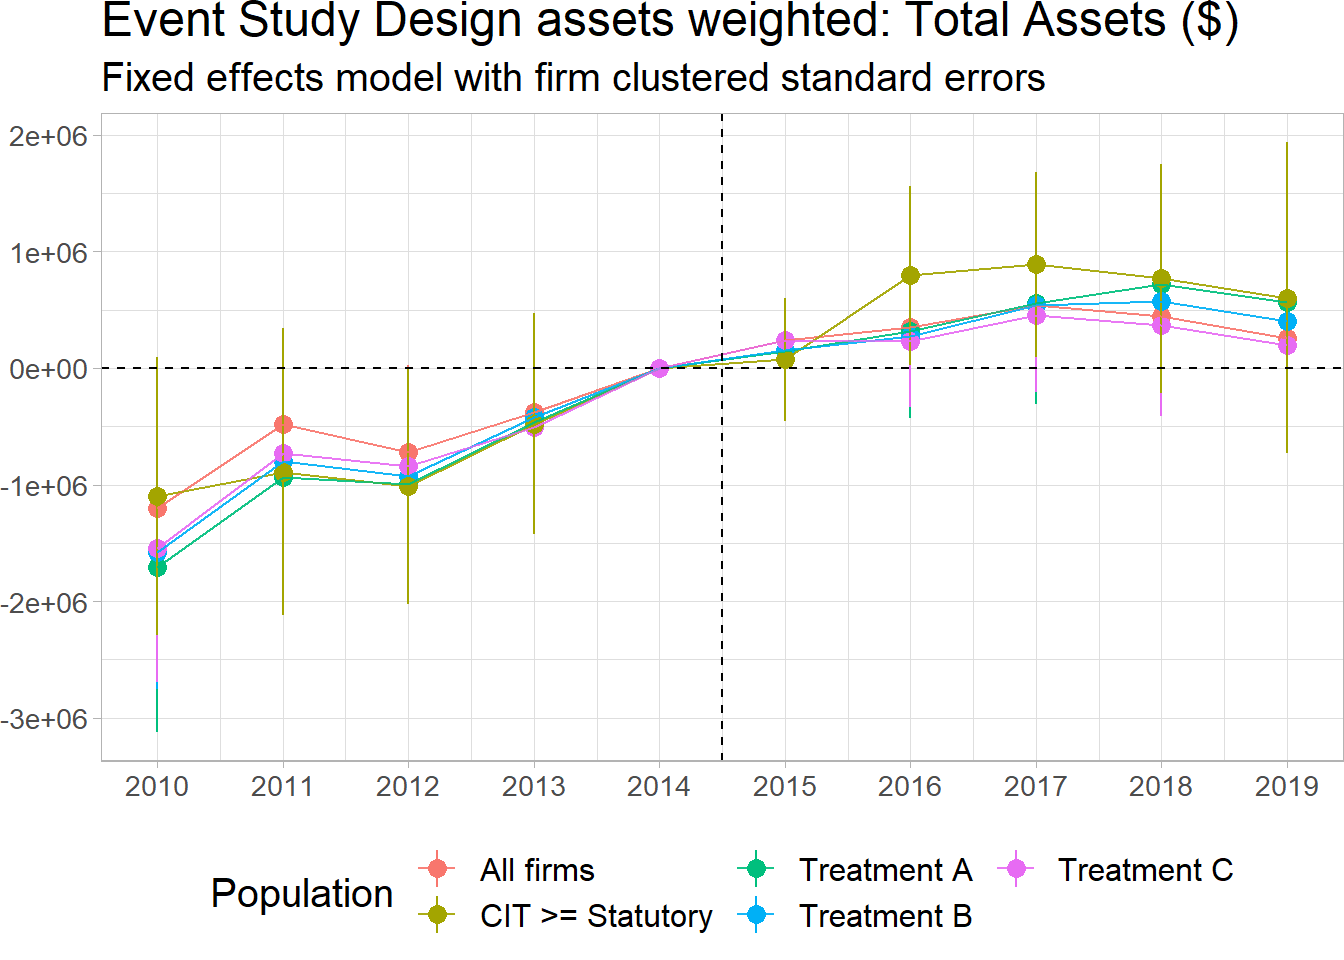 Event Study Design assets weighted: Total Assets ($)
Fixed effects model with firm clustered standard errors
2e+06
1e+06
0e+00
-1e+06
-2e+06
-3e+06
2010 2011 2012 2013 2014 2015 2016 2017 2018 2019
Population
All firms Treatment A Treatment C
CIT >= Statutory Treatment B